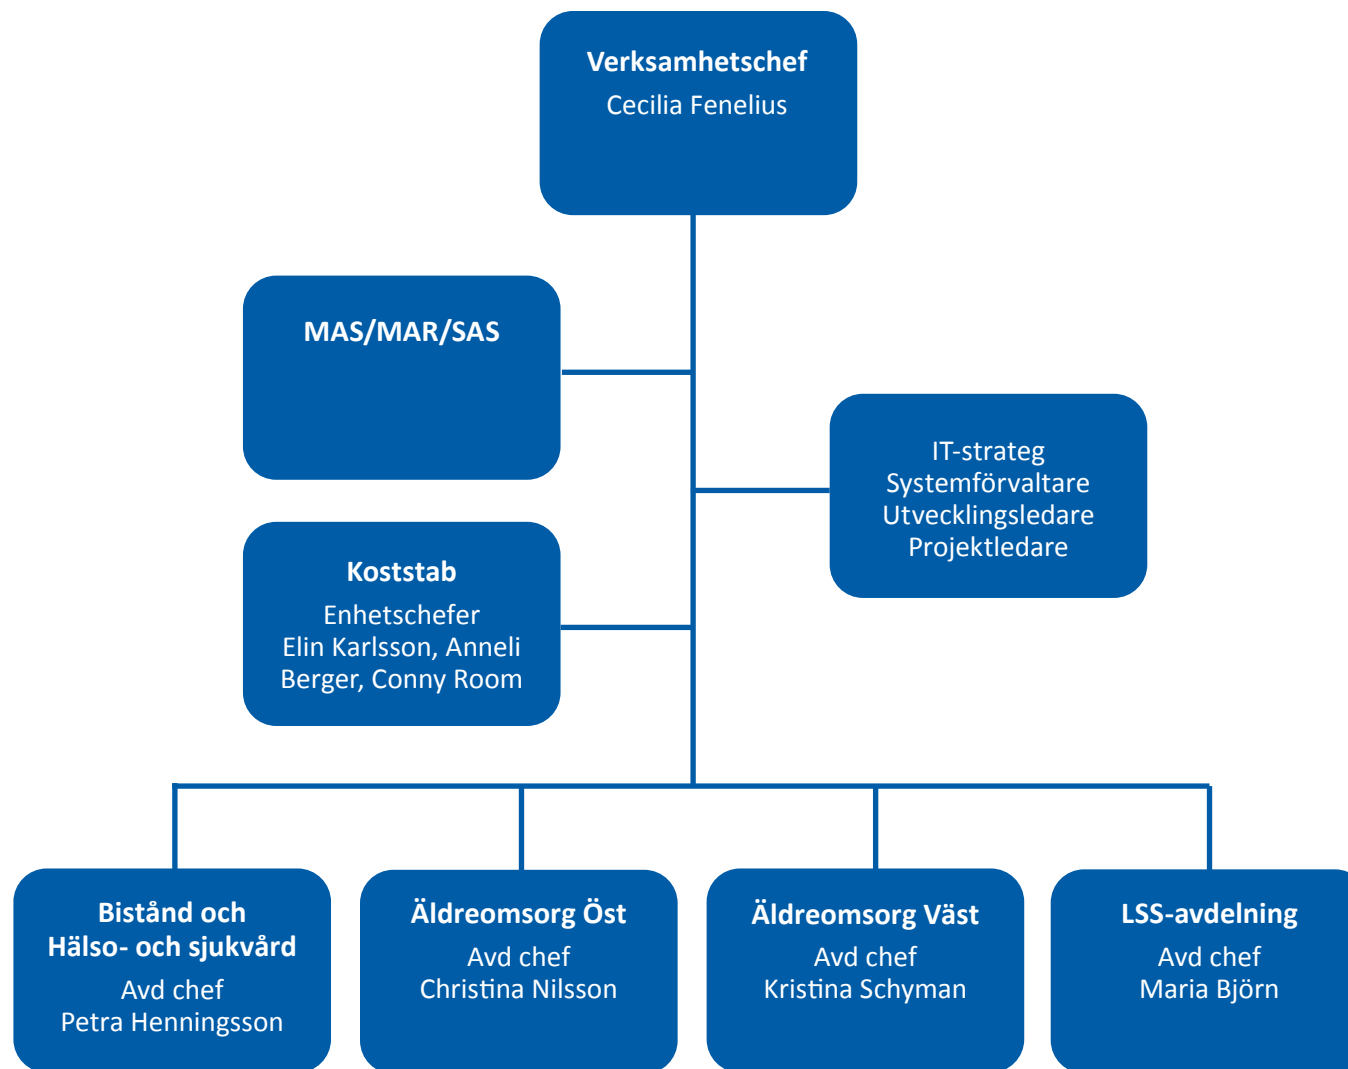 Verksamhetschef
Cecilia Fenelius
MAS/MAR/SAS
IT-strateg
Systemförvaltare
Utvecklingsledare
Projektledare
Koststab
Enhetschefer
Elin Karlsson, Anneli
Berger, Conny Room
Bistånd och
Hälso- och sjukvård
Avd chef
Petra Henningsson
Äldreomsorg Öst
Avd chef
Christina Nilsson
Äldreomsorg Väst
Avd chef
Kristina Schyman
LSS-avdelning
Avd chef
Maria Björn